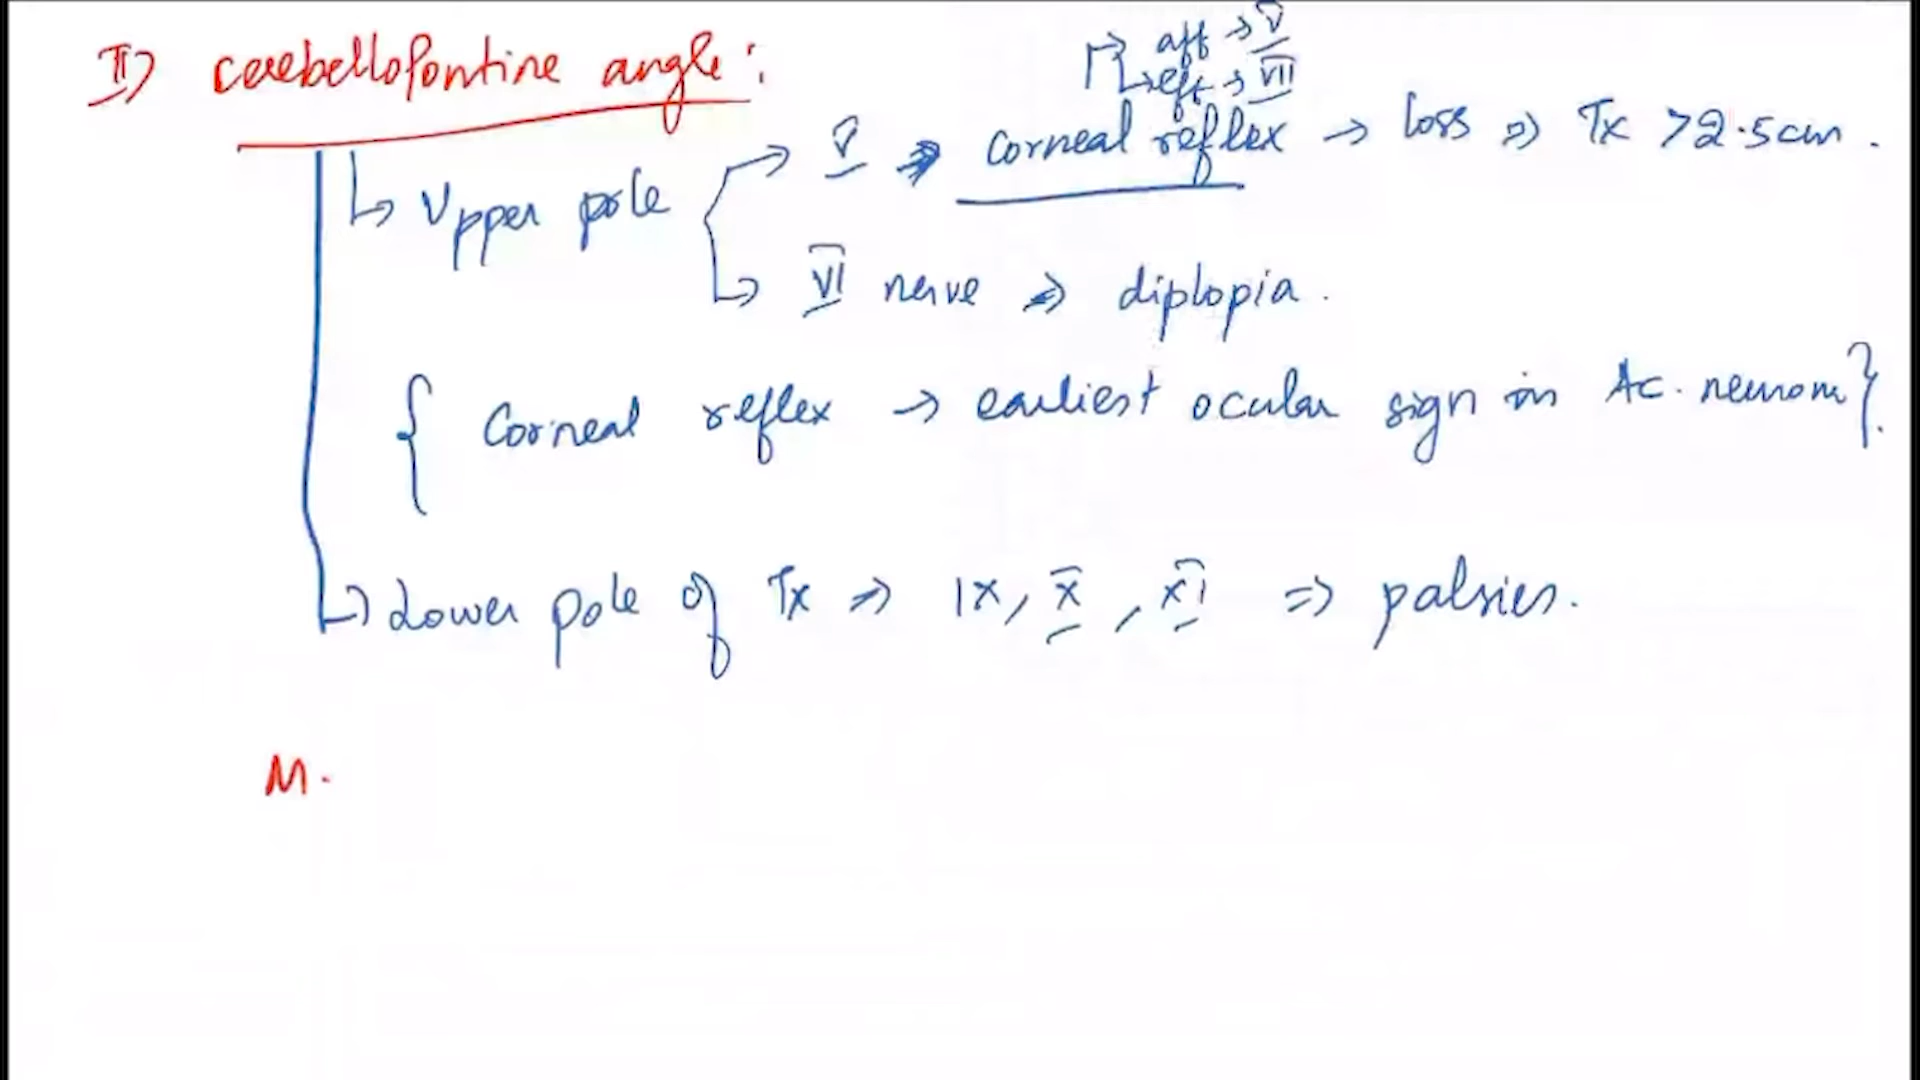 II) cerebellopontine angle:
aff → V
eff → VII
V → corneal reflex → loss ⇒ Tx >2.5cm.
Upper pole
VI nerve ⇒ diplopia.
{ Corneal reflex → earliest ocular sign in Ac. neurom }.
Lower pole of Tx ⇒ IX, X, XI ⇒ palsies.
M.